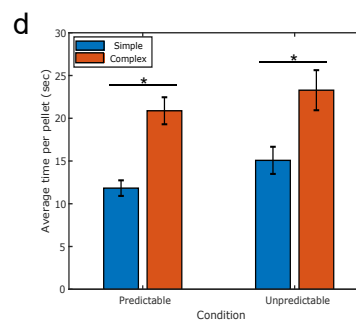 d
30
25
20
15
10
5
0
Average time per pellet (sec)
Simple
Complex
*
*
Predictable
Unpredictable
Condition